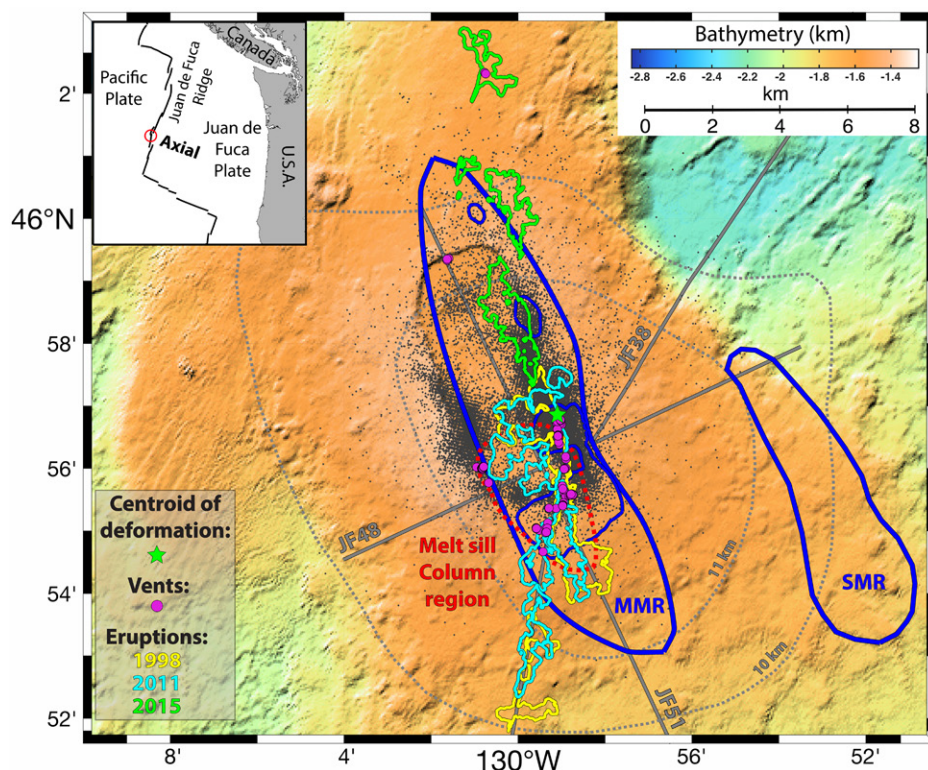 Canada
Pacific
Plate
Juan de Fuca
Ridge
Axial
Juan de
Fuca
Plate
U.S.A.
Bathymetry (km)
-2.8 -2.6 -2.4 -2.2 -2 -1.8 -1.6 -1.4
km
0 2 4 6 8
2'
46°N
58'
56'
54'
52'
JF38
JF48
Centroid of
deformation:
Vents:
Eruptions:
1998
2011
2015
Melt sill
Column
region
MMR
SMR
11 km
10 km
JF51
8' 4' 130°W 56' 52'